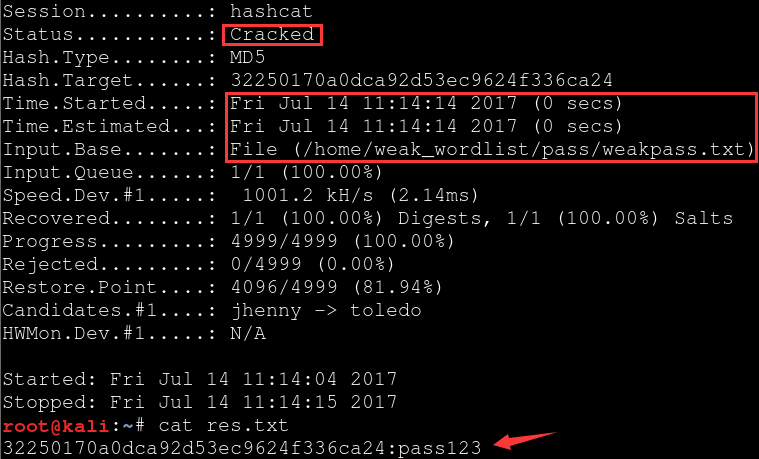 Session..........: hashcat
Status...........: Cracked
Hash.Type........: MD5
Hash.Target......: 32250170a0dca92d53ec9624f336ca24
Time.Started.....: Fri Jul 14 11:14:14 2017 (0 secs)
Time.Estimated...: Fri Jul 14 11:14:14 2017 (0 secs)
Input.Base.......: File (/home/weak_wordlist/pass/weakpass.txt)
Input.Queue......: 1/1 (100.00%)
Speed.Dev.#1.....:  1001.2 kH/s (2.14ms)
Recovered........: 1/1 (100.00%) Digests, 1/1 (100.00%) Salts
Progress.........: 4999/4999 (100.00%)
Rejected.........: 0/4999 (0.00%)
Restore.Point....: 4096/4999 (81.94%)
Candidates.#1....: jhenny -> toledo
HWMon.Dev.#1.....: N/A
Started: Fri Jul 14 11:14:04 2017
Stopped: Fri Jul 14 11:14:15 2017
root@kali:~# cat res.txt
32250170a0dca92d53ec9624f336ca24:pass123